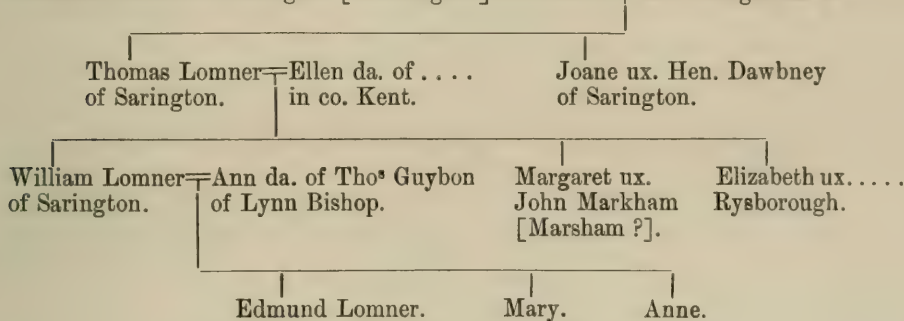 Thomas Lomner=Ellen da. of . . . .
of Sarington.
in co. Kent.
Joane ux. Hen. Dawbney
of Sarington.
William Lomner=Ann da. of Thoˢ Guybon
of Sarington.
of Lynn Bishop.
Margaret ux.
John Markham
[Marsham ?].
Elizabeth ux. . . . .
Rysborough.
Edmund Lomner. Mary. Anne.